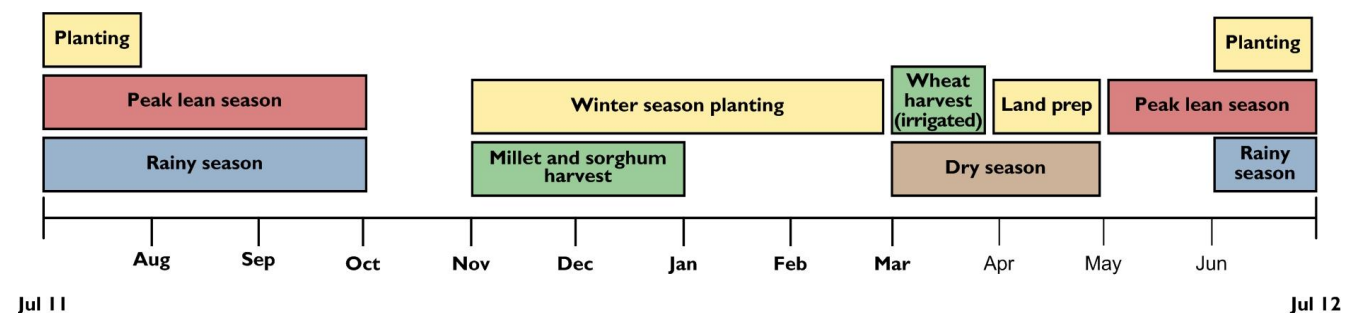 Planting
Planting
Peak lean season
Winter season planting
Wheat
harvest
(irrigated)
Land prep
Peak lean season
Rainy season
Millet and sorghum
harvest
Dry season
Rainy
season
Aug
Sep
Oct
Nov
Dec
Jan
Feb
Mar
Apr
May
Jun
Jul 11
Jul 12